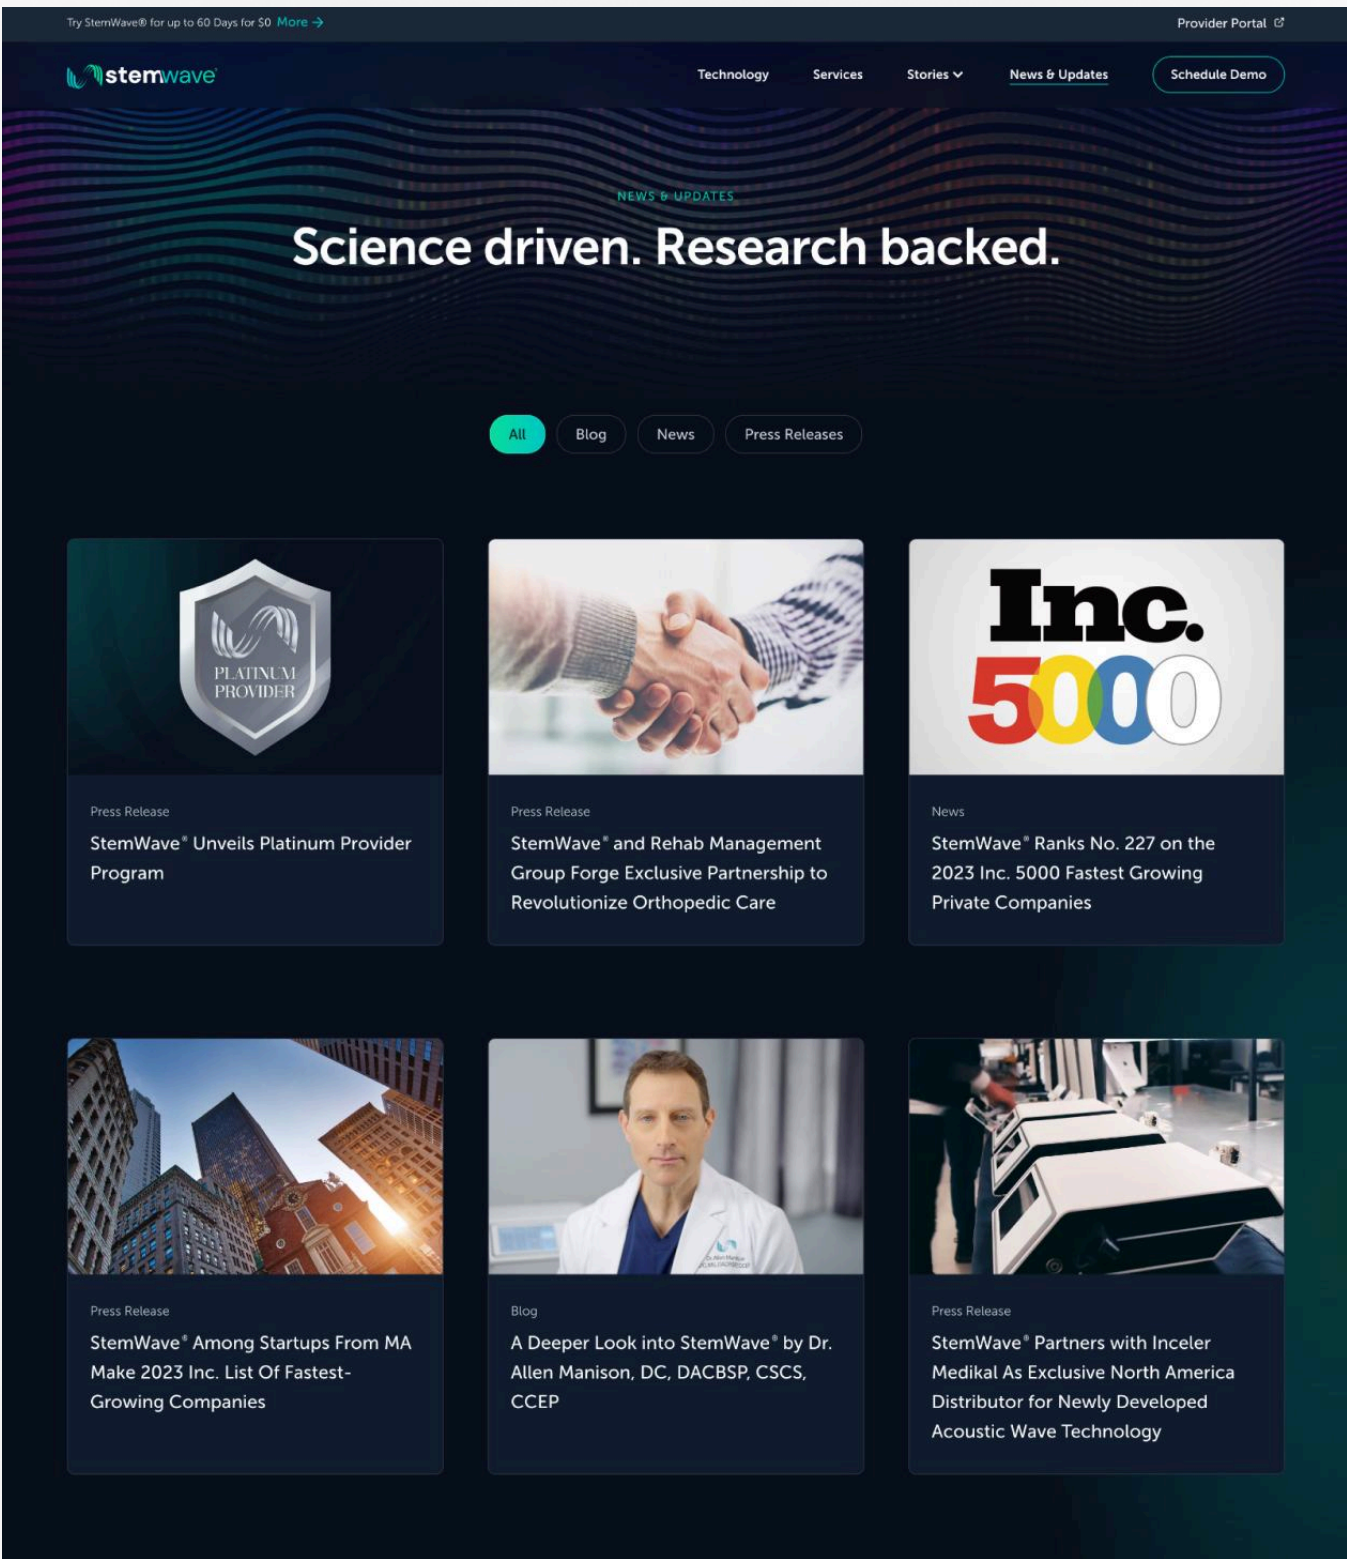 Try StemWave® for up to 60 Days for $0 More →
Provider Portal
stemwave
Technology
Services
Stories
News & Updates
Schedule Demo
NEWS & UPDATES
Science driven. Research backed.
All
Blog
News
Press Releases
PLATINUM
PROVIDER
Inc.
5000
Press Release
StemWave® Unveils Platinum Provider
Program
Press Release
StemWave® and Rehab Management
Group Forge Exclusive Partnership to
Revolutionize Orthopedic Care
News
StemWave® Ranks No. 227 on the
2023 Inc. 5000 Fastest Growing
Private Companies
Press Release
StemWave® Among Startups From MA
Make 2023 Inc. List Of Fastest-
Growing Companies
Blog
A Deeper Look into StemWave® by Dr.
Allen Manison, DC, DACBSP, CSCS,
CCEP
Press Release
StemWave® Partners with Inceler
Medikal As Exclusive North America
Distributor for Newly Developed
Acoustic Wave Technology